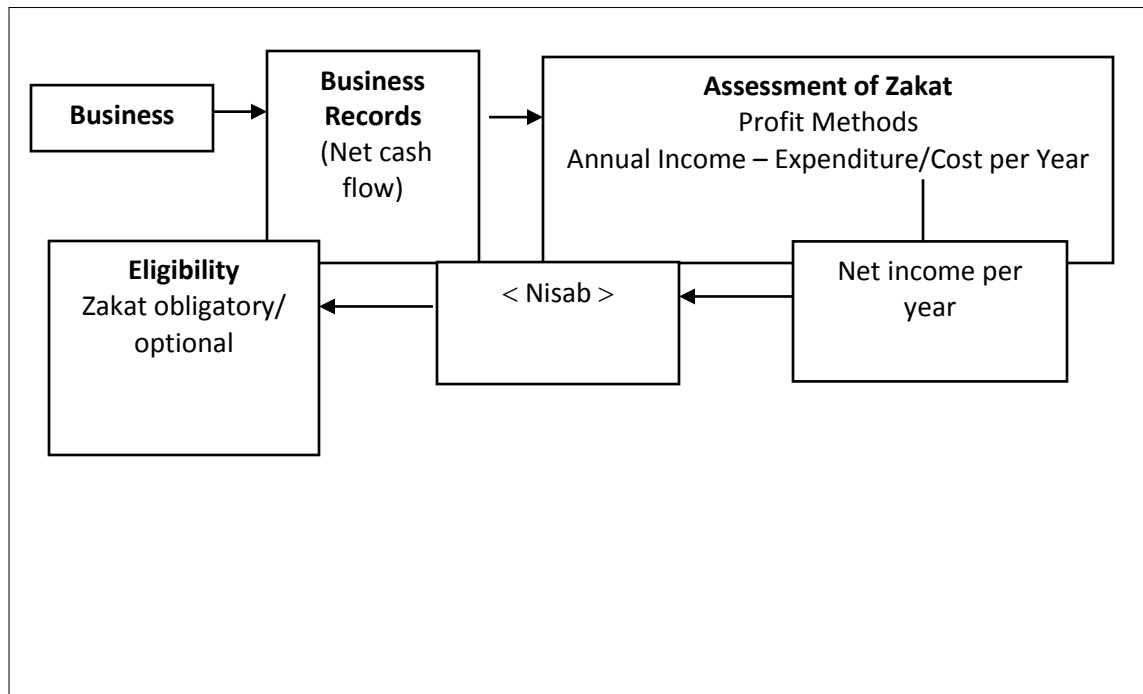 Business
Business
Records
(Net cash
flow)
Assessment of Zakat
Profit Methods
Annual Income – Expenditure/Cost per Year
Net income per
year
< Nisab >
Eligibility
Zakat obligatory/
optional